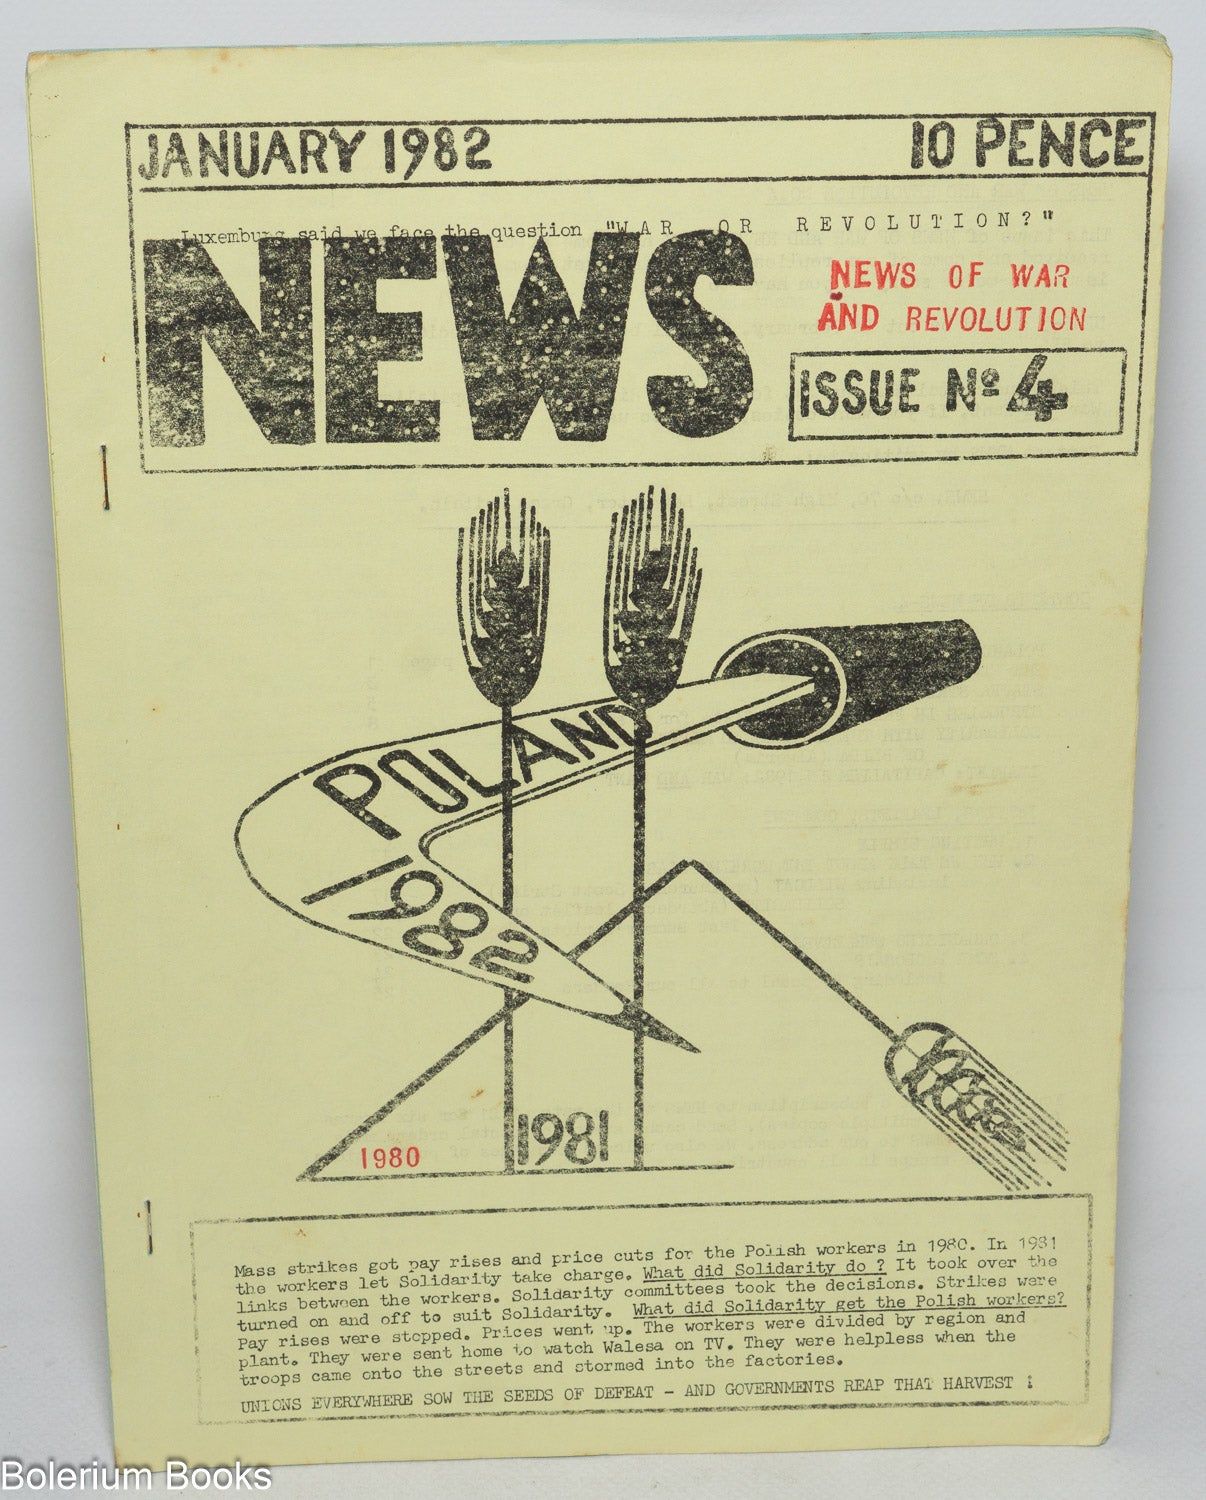 JANUARY 1982 10 PENCE
Luxemburg said we face the question "WAR OR REVOLUTION?"
NEWS
NEWS OF WAR
AND REVOLUTION
ISSUE Nº 4
POLAND
1982
1980
1981
Mass strikes got pay rises and price cuts for the Polish workers in 1980. In 1981
the workers let Solidarity take charge. What did Solidarity do ? It took over the
links between the workers. Solidarity committees took the decisions. Strikes were
turned on and off to suit Solidarity. What did Solidarity get the Polish workers?
Pay rises were stopped. Prices went up. The workers were divided by region and
plant. They were sent home to watch Walesa on TV. They were helpless when the
troops came onto the streets and stormed into the factories.
UNIONS EVERYWHERE SOW THE SEEDS OF DEFEAT - AND GOVERNMENTS REAP THAT HARVEST !
Bolerium Books